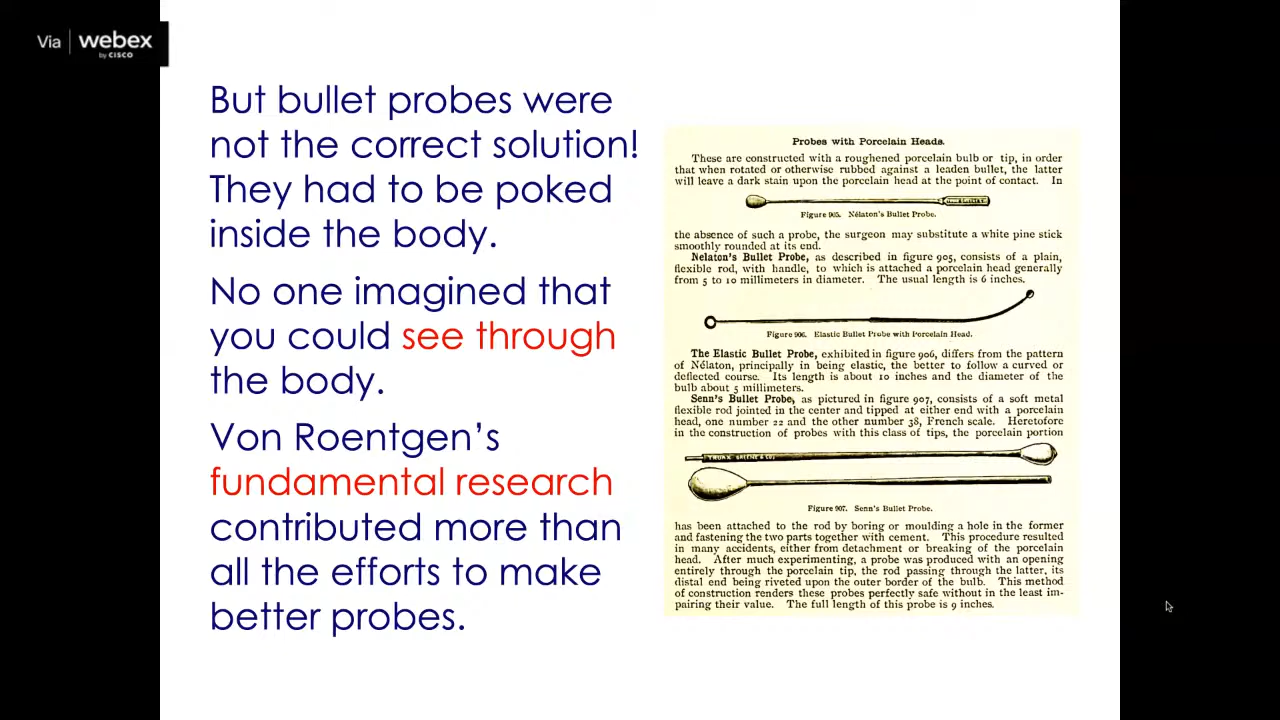 Via webex
by CISCO
But bullet probes were
not the correct solution!
They had to be poked
inside the body.
No one imagined that
you could see through
the body.
Von Roentgen's
fundamental research
contributed more than
all the efforts to make
better probes.
Probes with Porcelain Heads.
These are constructed with a roughened porcelain bulb or tip, in order
that when rotated or otherwise rubbed against a leaden bullet, the latter
will leave a dark stain upon the porcelain head at the point of contact. In
Figure 905. Nélaton's Bullet Probe.
the absence of such a probe, the surgeon may substitute a white pine stick
smoothly rounded at its end.
Nelaton's Bullet Probe, as described in figure 905, consists of a plain,
flexible rod, with handle, to which is attached a porcelain head generally
from 5 to 10 millimeters in diameter. The usual length is 6 inches.
Figure 906. Elastic Bullet Probe with Porcelain Head.
The Elastic Bullet Probe, exhibited in figure 906, differs from the pattern
of Nélaton, principally in being elastic, the better to follow a curved or
deflected course. Its length is about 10 inches and the diameter of the
bulb about 5 millimeters.
Senn's Bullet Probe, as pictured in figure 907, consists of a soft metal
flexible rod jointed in the center and tipped at either end with a porcelain
head, one number 22 and the other number 38, French scale. Heretofore
in the construction of probes with this class of tips, the porcelain portion
TRUAX GREENE & CO.
Figure 907. Senn's Bullet Probe.
has been attached to the rod by boring or moulding a hole in the former
and fastening the two parts together with cement. This procedure resulted
in many accidents, either from detachment or breaking of the porcelain
head. After much experimenting, a probe was produced with an opening
entirely through the porcelain tip, the rod passing through the latter, its
distal end being riveted upon the outer border of the bulb. This method
of construction renders these probes perfectly safe without in the least im-
pairing their value. The full length of this probe is 9 inches.